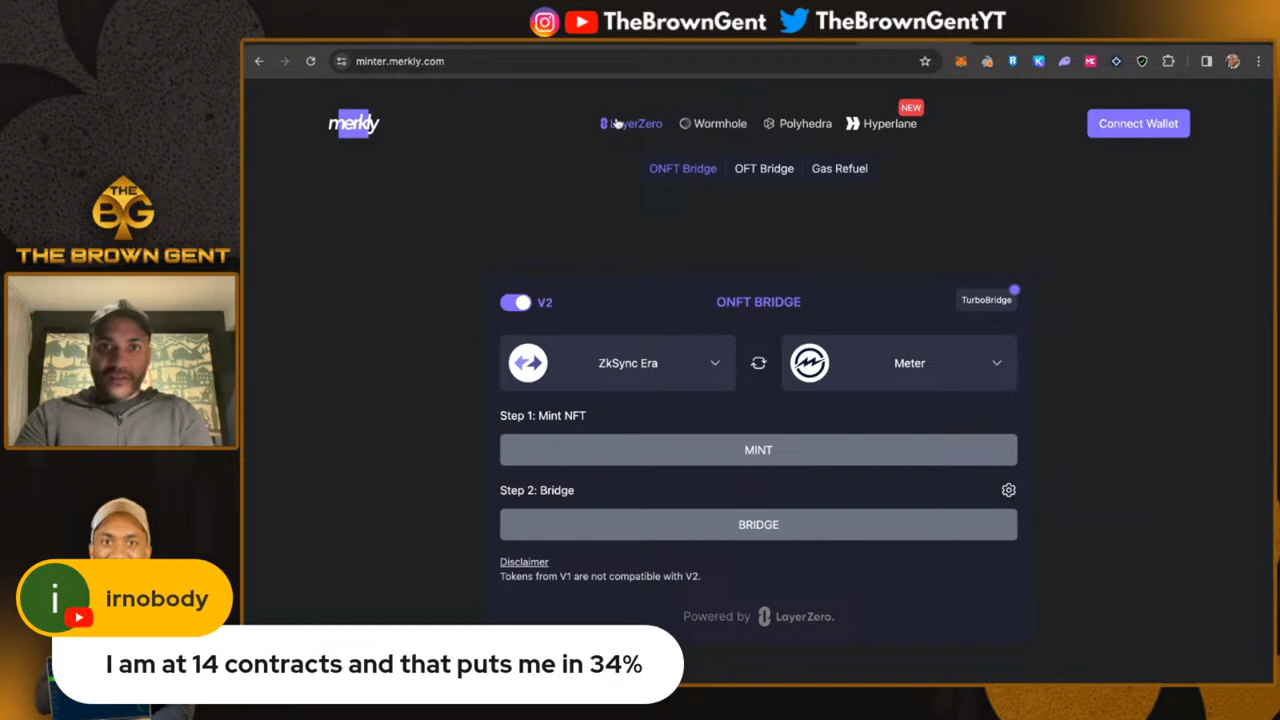 TheBrownGent TheBrownGentYT
minter.merkly.com
merkly
LayerZero Wormhole Polyhedra Hyperlane NEW
Connect Wallet
ONFT Bridge OFT Bridge Gas Refuel
THE
BG
THE BROWN GENT
V2 ONFT BRIDGE TurboBridge
ZkSync Era Meter
Step 1: Mint NFT
MINT
Step 2: Bridge
BRIDGE
Disclaimer
Tokens from V1 are not compatible with V2.
Powered by LayerZero.
i irnobody
I am at 14 contracts and that puts me in 34%